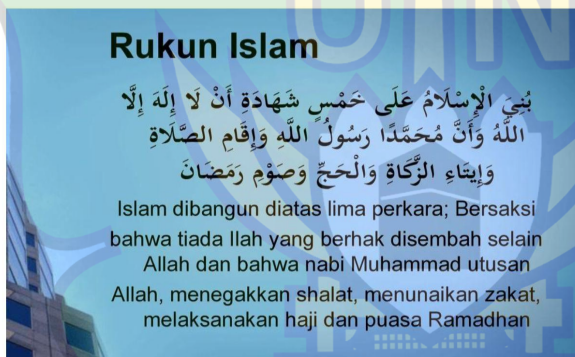 UIN
Rukun Islam
بُنِيَ الْإِسْلَامُ عَلَى خَمْسٍ شَهَادَةِ أَنْ لَا إِلَهَ إِلَّا
اللَّهُ وَأَنَّ مُحَمَّدًا رَسُولُ اللَّهِ وَإِقَامِ الصَّلَاةِ
وَإِيتَاءِ الزَّكَاةِ وَالْحَجِّ وَصَوْمِ رَمَضَانَ
Islam dibangun diatas lima perkara; Bersaksi
bahwa tiada Ilah yang berhak disembah selain
Allah dan bahwa nabi Muhammad utusan
Allah, menegakkan shalat, menunaikan zakat,
melaksanakan haji dan puasa Ramadhan